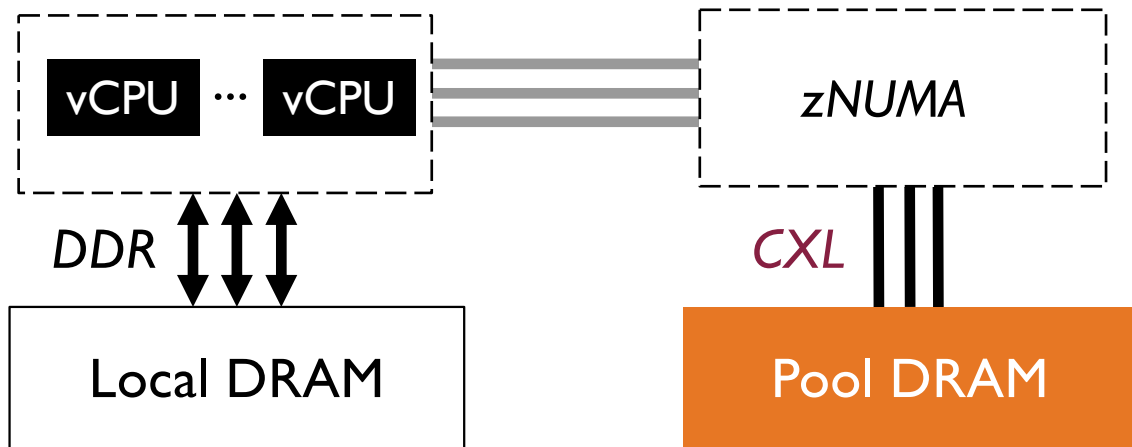 vCPU ... vCPU
zNUMA
DDR
CXL
Local DRAM
Pool DRAM